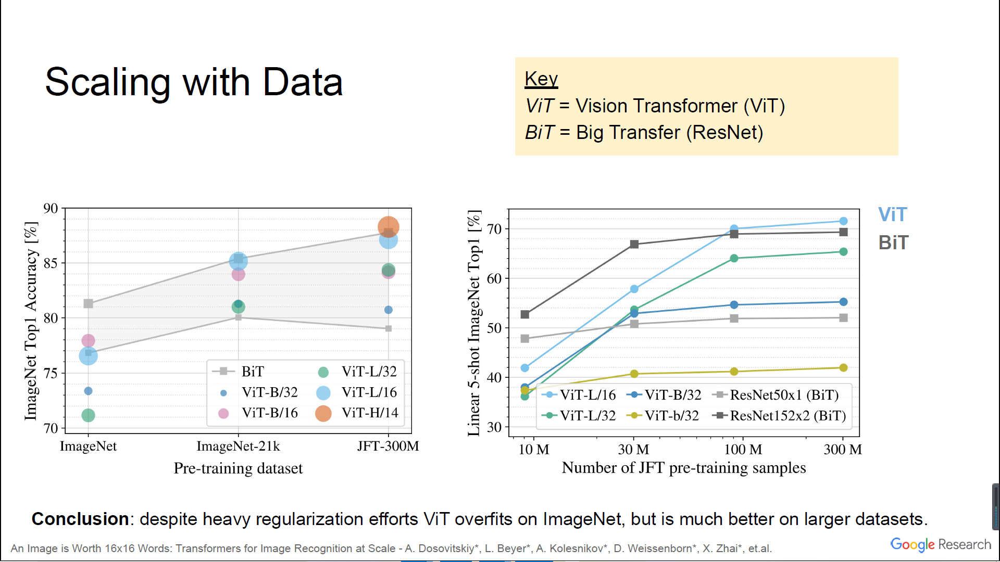 Scaling with Data
Key
ViT = Vision Transformer (ViT)
BiT = Big Transfer (ResNet)
ImageNet Top1 Accuracy [%]
90
85
80
75
70
BiT
ViT-B/32
ViT-B/16
ViT-L/32
ViT-L/16
ViT-H/14
ImageNet
ImageNet-21k
JFT-300M
Pre-training dataset
Linear 5-shot ImageNet Top1 [%]
70
60
50
40
30
ViT-L/16
ViT-B/32
ResNet50x1 (BiT)
ViT-L/32
ViT-b/32
ResNet152x2 (BiT)
10 M
30 M
100 M
300 M
Number of JFT pre-training samples
ViT
BiT
Conclusion: despite heavy regularization efforts ViT overfits on ImageNet, but is much better on larger datasets.
An Image is Worth 16x16 Words: Transformers for Image Recognition at Scale - A. Dosovitskiy*, L. Beyer*, A. Kolesnikov*, D. Weissenborn*, X. Zhai*, et.al.
Google Research